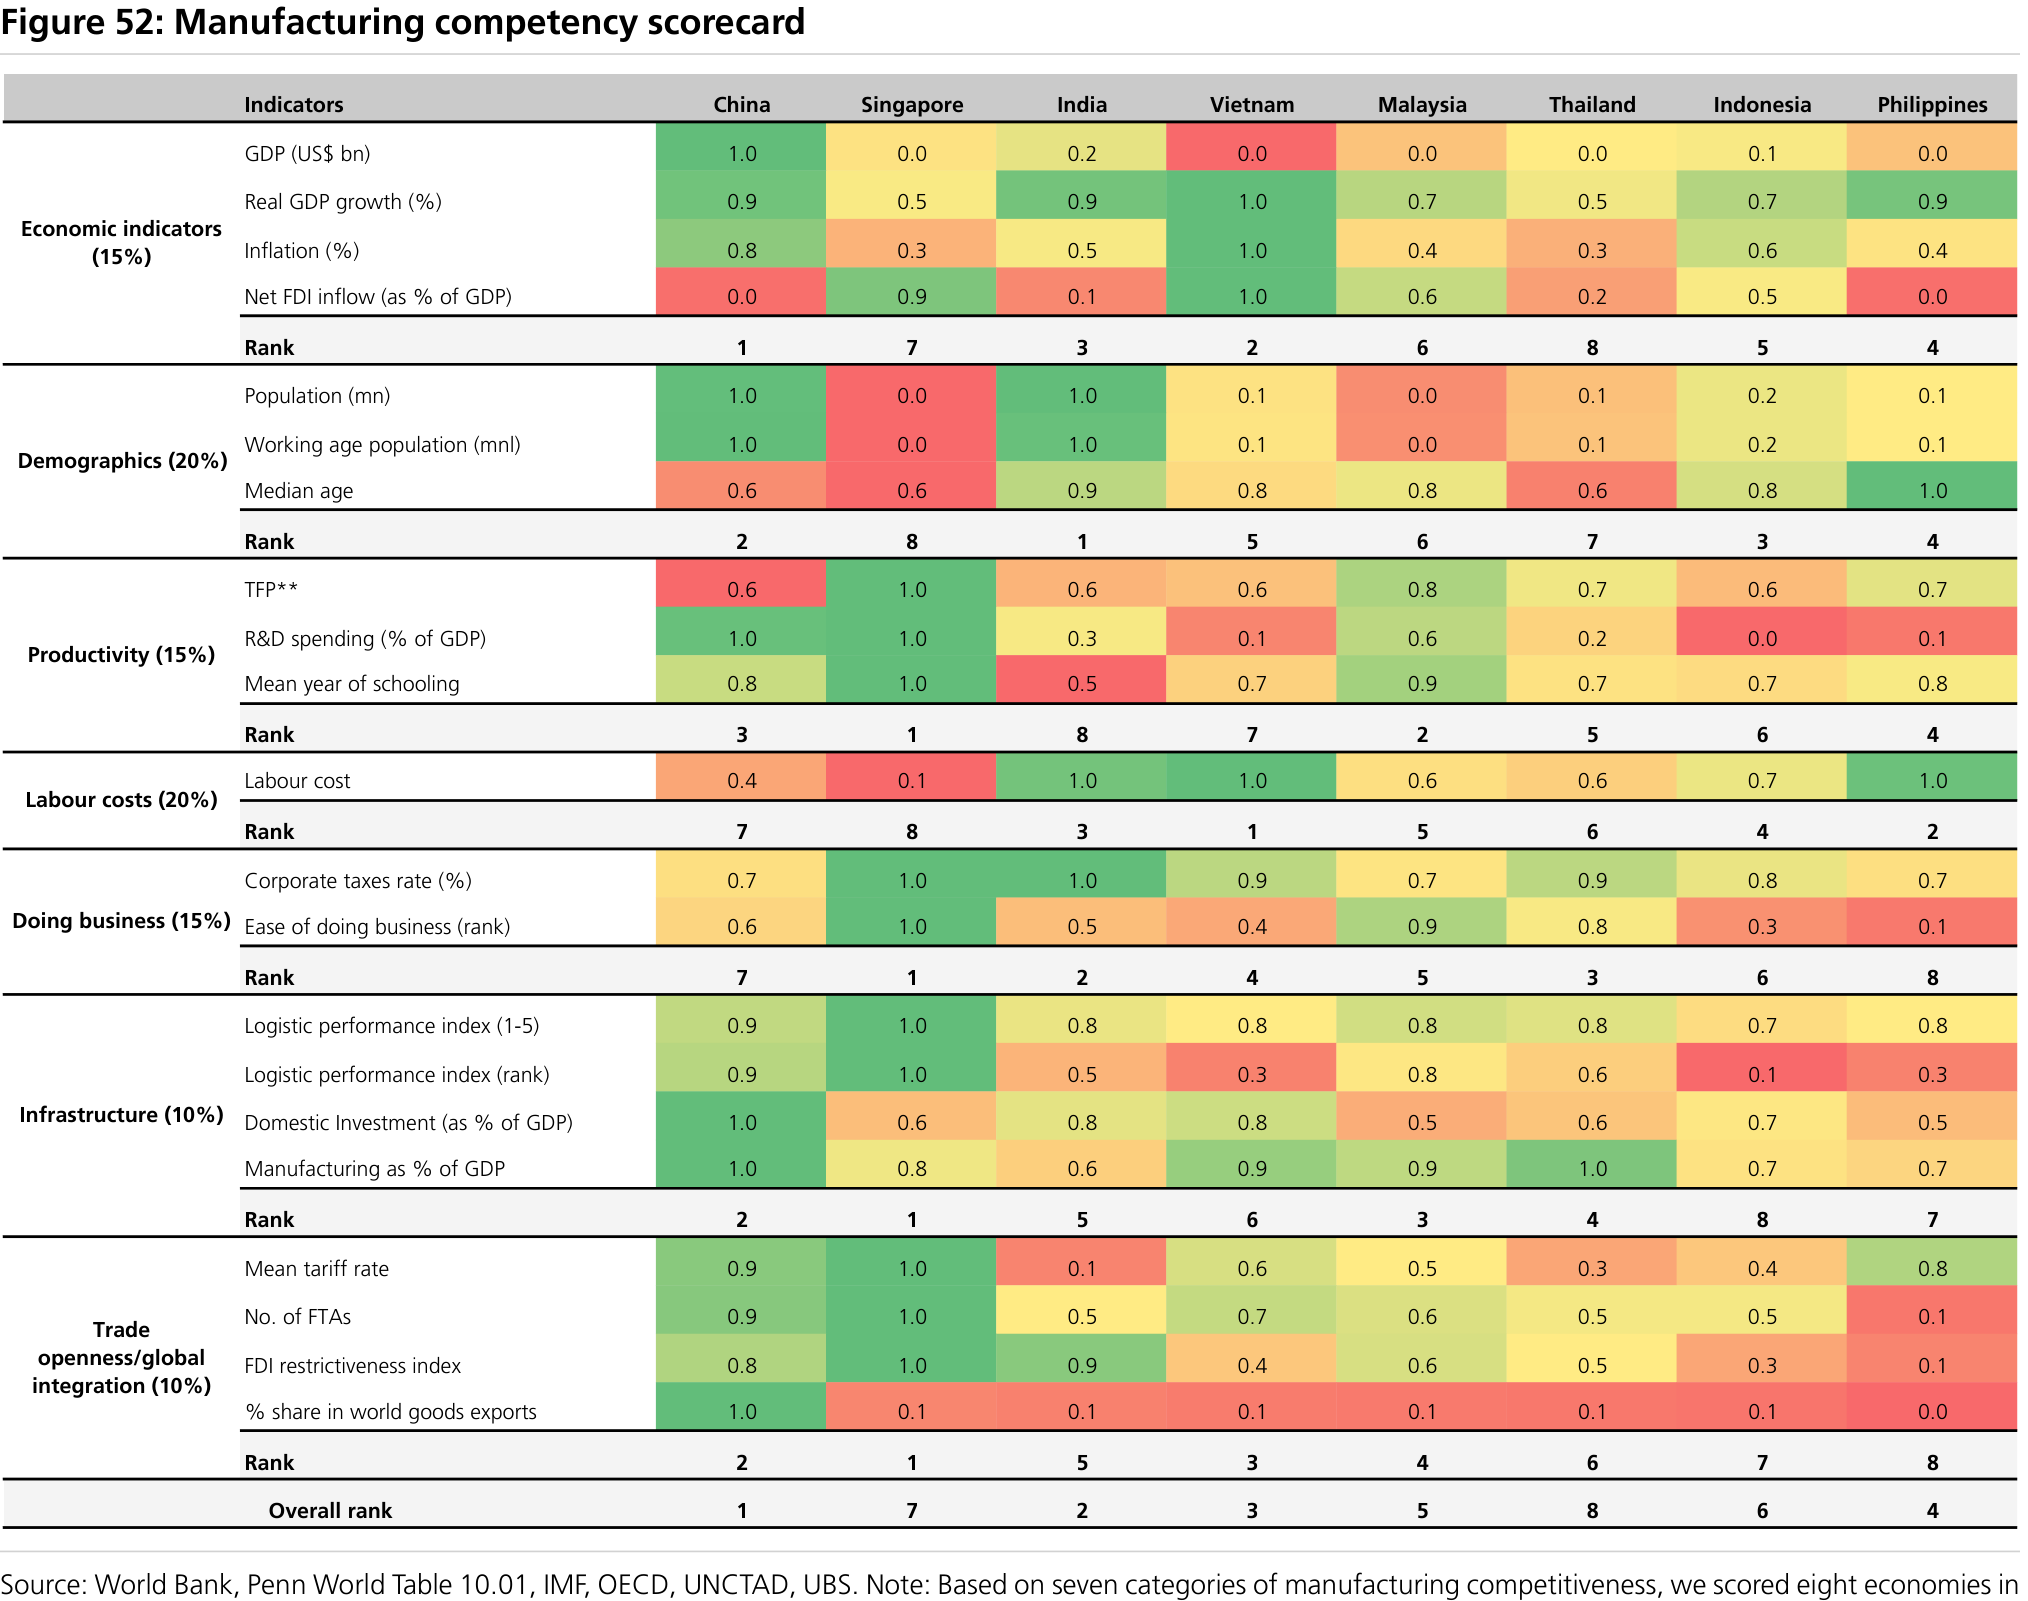 Figure 52: Manufacturing competency scorecard
Indicators China Singapore India Vietnam Malaysia Thailand Indonesia Philippines
Economic indicators (15%)
GDP (US$ bn) 1.0 0.0 0.2 0.0 0.0 0.0 0.1 0.0
Real GDP growth (%) 0.9 0.5 0.9 1.0 0.7 0.5 0.7 0.9
Inflation (%) 0.8 0.3 0.5 1.0 0.4 0.3 0.6 0.4
Net FDI inflow (as % of GDP) 0.0 0.9 0.1 1.0 0.6 0.2 0.5 0.0
Rank 1 7 3 2 6 8 5 4
Demographics (20%)
Population (mn) 1.0 0.0 1.0 0.1 0.0 0.1 0.2 0.1
Working age population (mnl) 1.0 0.0 1.0 0.1 0.0 0.1 0.2 0.1
Median age 0.6 0.6 0.9 0.8 0.8 0.6 0.8 1.0
Rank 2 8 1 5 6 7 3 4
Productivity (15%)
TFP** 0.6 1.0 0.6 0.6 0.8 0.7 0.6 0.7
R&D spending (% of GDP) 1.0 1.0 0.3 0.1 0.6 0.2 0.0 0.1
Mean year of schooling 0.8 1.0 0.5 0.7 0.9 0.7 0.7 0.8
Rank 3 1 8 7 2 5 6 4
Labour costs (20%)
Labour cost 0.4 0.1 1.0 1.0 0.6 0.6 0.7 1.0
Rank 7 8 3 1 5 6 4 2
Doing business (15%)
Corporate taxes rate (%) 0.7 1.0 1.0 0.9 0.7 0.9 0.8 0.7
Ease of doing business (rank) 0.6 1.0 0.5 0.4 0.9 0.8 0.3 0.1
Rank 7 1 2 4 5 3 6 8
Infrastructure (10%)
Logistic performance index (1-5) 0.9 1.0 0.8 0.8 0.8 0.8 0.7 0.8
Logistic performance index (rank) 0.9 1.0 0.5 0.3 0.8 0.6 0.1 0.3
Domestic Investment (as % of GDP) 1.0 0.6 0.8 0.8 0.5 0.6 0.7 0.5
Manufacturing as % of GDP 1.0 0.8 0.6 0.9 0.9 1.0 0.7 0.7
Rank 2 1 5 6 3 4 8 7
Trade
openness/global
integration (10%)
Mean tariff rate 0.9 1.0 0.1 0.6 0.5 0.3 0.4 0.8
No. of FTAs 0.9 1.0 0.5 0.7 0.6 0.5 0.5 0.1
FDI restrictiveness index 0.8 1.0 0.9 0.4 0.6 0.5 0.3 0.1
% share in world goods exports 1.0 0.1 0.1 0.1 0.1 0.1 0.1 0.0
Rank 2 1 5 3 4 6 7 8
Overall rank 1 7 2 3 5 8 6 4
Source: World Bank, Penn World Table 10.01, IMF, OECD, UNCTAD, UBS. Note: Based on seven categories of manufacturing competitiveness, we scored eight economies in